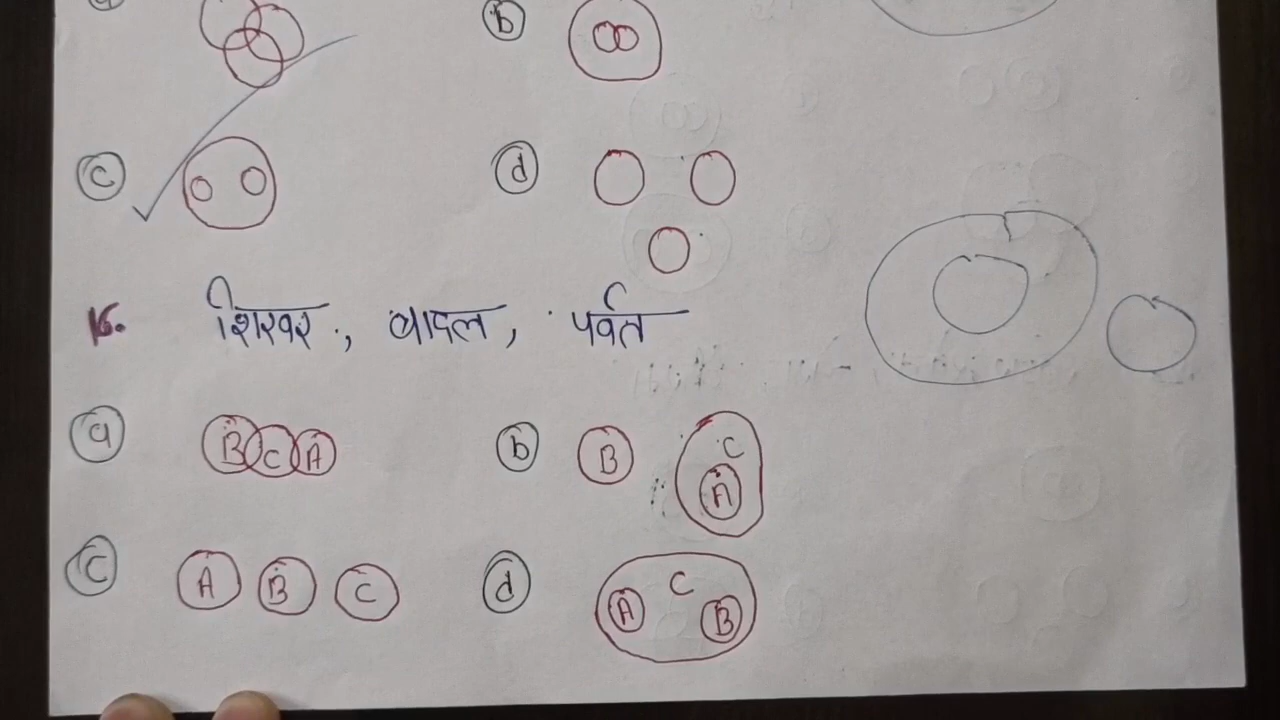 b
c d
16. शिखर, बादल, पर्वत
a B C A b B C A
c A B C d A C B